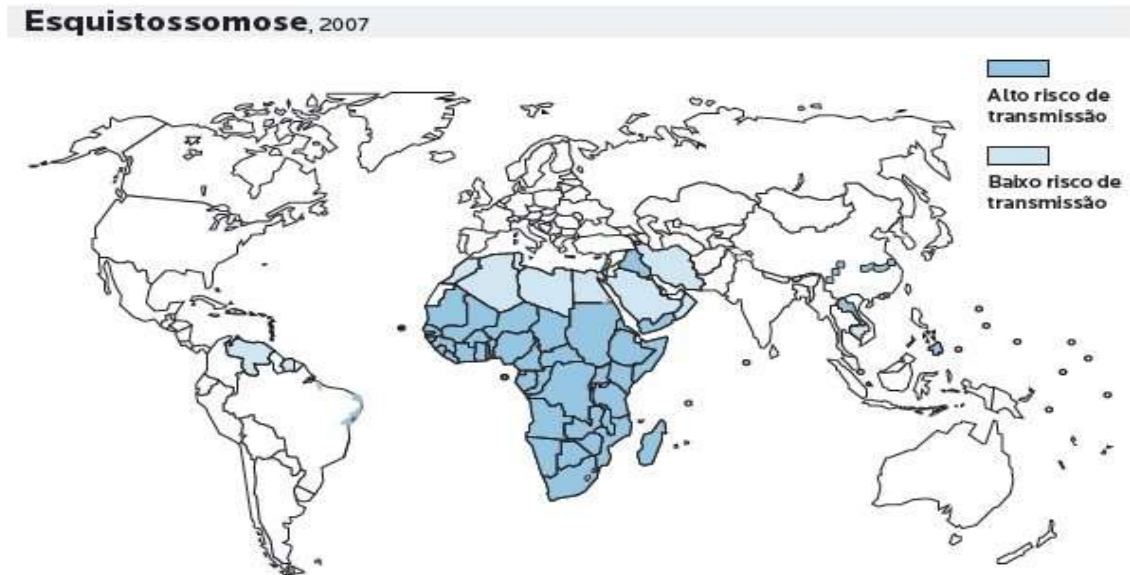 Esquistossomose, 2007
Alto risco de
transmissão
Baixo risco de
transmissão